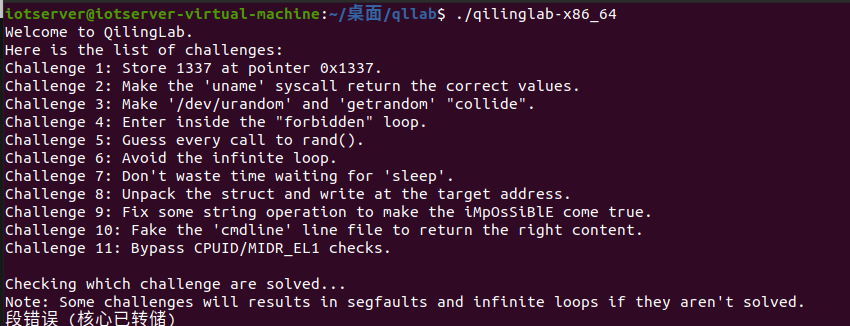 iotserver@iotserver-virtual-machine:~/桌面/qllab$ ./qilinglab-x86_64
Welcome to QilingLab.
Here is the list of challenges:
Challenge 1: Store 1337 at pointer 0x1337.
Challenge 2: Make the 'uname' syscall return the correct values.
Challenge 3: Make '/dev/urandom' and 'getrandom' "collide".
Challenge 4: Enter inside the "forbidden" loop.
Challenge 5: Guess every call to rand().
Challenge 6: Avoid the infinite loop.
Challenge 7: Don't waste time waiting for 'sleep'.
Challenge 8: Unpack the struct and write at the target address.
Challenge 9: Fix some string operation to make the iMpOsSiBlE come true.
Challenge 10: Fake the 'cmdline' line file to return the right content.
Challenge 11: Bypass CPUID/MIDR_EL1 checks.
Checking which challenge are solved...
Note: Some challenges will results in segfaults and infinite loops if they aren't solved.
段错误 (核心已转储)